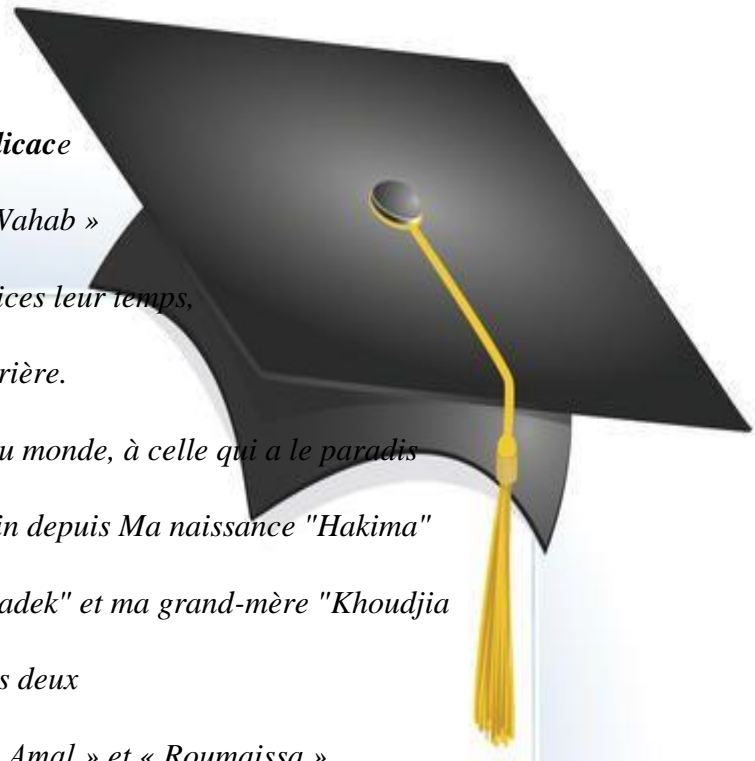 licace
Wahab »
ices leur temps,
rière.
u monde, à celle qui a le paradis
in depuis Ma naissance "Hakima"
adek" et ma grand-mère "Khoudjia
s deux
Amal » et « Roumaissa »